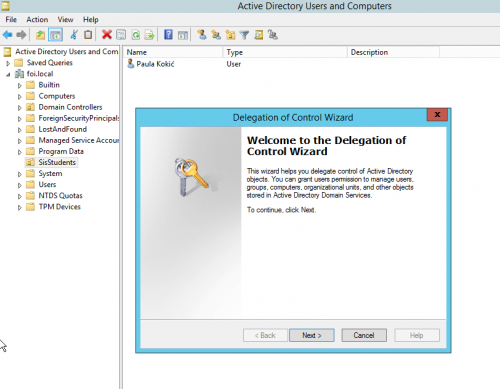 Active Directory Users and Computers
File Action View Help
Active Directory Users and Com
Saved Queries
foi.local
Builtin
Computers
Domain Controllers
ForeignSecurityPrincipals
LostAndFound
Managed Service Accour
Program Data
SisStudents
System
Users
NTDS Quotas
TPM Devices
Name Type Description
Paula Kokić User
Delegation of Control Wizard
x
Welcome to the Delegation of
Control Wizard
This wizard helps you delegate control of Active Directory
objects. You can grant users permission to manage users,
groups, computers, organizational units, and other objects
stored in Active Directory Domain Services.
To continue, click Next.
< Back Next > Cancel Help